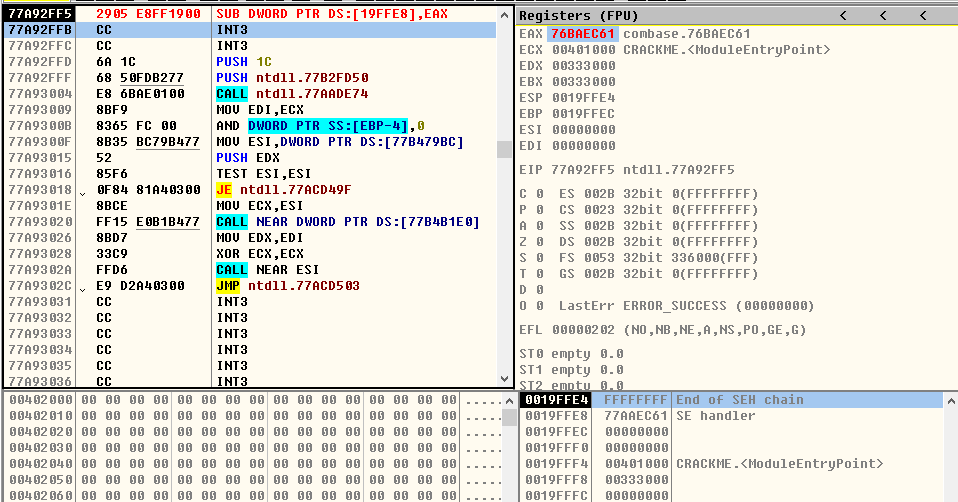 77A92FF5 2905 E8FF1900 SUB DWORD PTR DS:[19FFE8],EAX
77A92FFB CC INT3
77A92FFC CC INT3
77A92FFD 6A 1C PUSH 1C
77A92FFF 68 50FDB277 PUSH ntdll.77B2FD50
77A93004 E8 6BAE0100 CALL ntdll.77AADE74
77A93009 8BF9 MOV EDI,ECX
77A9300B 8365 FC 00 AND DWORD PTR SS:[EBP-4],0
77A9300F 8B35 BC79B477 MOV ESI,DWORD PTR DS:[77B479BC]
77A93015 52 PUSH EDX
77A93016 85F6 TEST ESI,ESI
77A93018 0F84 81A40300 JE ntdll.77ACD49F
77A9301E 8BCE MOV ECX,ESI
77A93020 FF15 E0B1B477 CALL NEAR DWORD PTR DS:[77B4B1E0]
77A93026 8BD7 MOV EDX,EDI
77A93028 33C9 XOR ECX,ECX
77A9302A FFD6 CALL NEAR ESI
77A9302C E9 D2A40300 JMP ntdll.77ACD503
77A93031 CC INT3
77A93032 CC INT3
77A93033 CC INT3
77A93034 CC INT3
77A93035 CC INT3
77A93036 CC INT3
Registers (FPU) < < <
EAX 76BAEC61 combase.76BAEC61
ECX 00401000 CRACKME.<ModuleEntryPoint>
EDX 00333000
EBX 00333000
ESP 0019FFE4
EBP 0019FFEC
ESI 00000000
EDI 00000000
EIP 77A92FF5 ntdll.77A92FF5
C 0 ES 002B 32bit 0(FFFFFFFF)
P 0 CS 0023 32bit 0(FFFFFFFF)
A 0 SS 002B 32bit 0(FFFFFFFF)
Z 0 DS 002B 32bit 0(FFFFFFFF)
S 0 FS 0053 32bit 336000(FFF)
T 0 GS 002B 32bit 0(FFFFFFFF)
D 0
O 0 LastErr ERROR_SUCCESS (00000000)
EFL 00000202 (NO,NB,NE,A,NS,PO,GE,G)
ST0 empty 0.0
ST1 empty 0.0
ST2 empty 0.0
00402000 00 00 00 00 00 00 00 00 00 00 00 00 00 00 00 00 .....
00402010 00 00 00 00 00 00 00 00 00 00 00 00 00 00 00 00 .....
00402020 00 00 00 00 00 00 00 00 00 00 00 00 00 00 00 00 .....
00402030 00 00 00 00 00 00 00 00 00 00 00 00 00 00 00 00 .....
00402040 00 00 00 00 00 00 00 00 00 00 00 00 00 00 00 00 .....
00402050 00 00 00 00 00 00 00 00 00 00 00 00 00 00 00 00 .....
00402060 00 00 00 00 00 00 00 00 00 00 00 00 00 00 00 00 .....
0019FFE4 FFFFFFFF End of SEH chain
0019FFE8 77AAEC61 SE handler
0019FFEC 00000000
0019FFF0 00000000
0019FFF4 00401000 CRACKME.<ModuleEntryPoint>
0019FFF8 00333000
0019FFFC 00000000